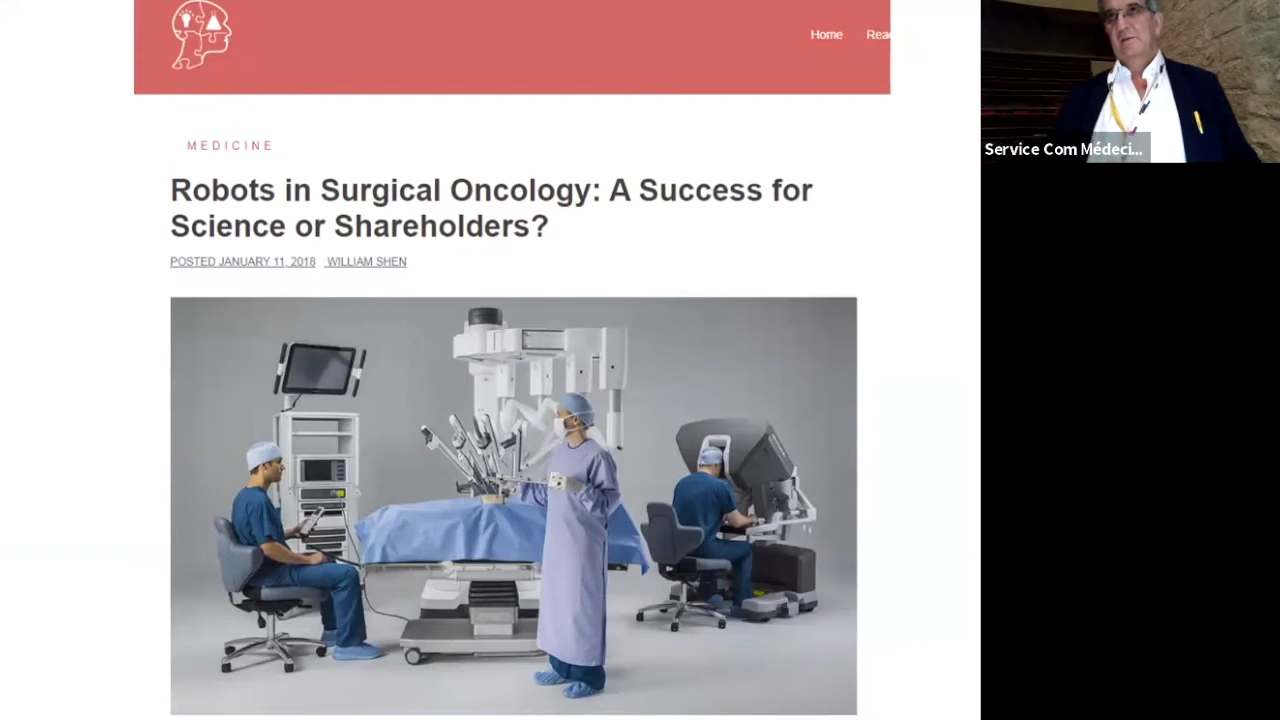 Home Rea
MEDICINE
Robots in Surgical Oncology: A Success for
Science or Shareholders?
POSTED JANUARY 11, 2018 WILLIAM SHEN
Service Com Médeci...